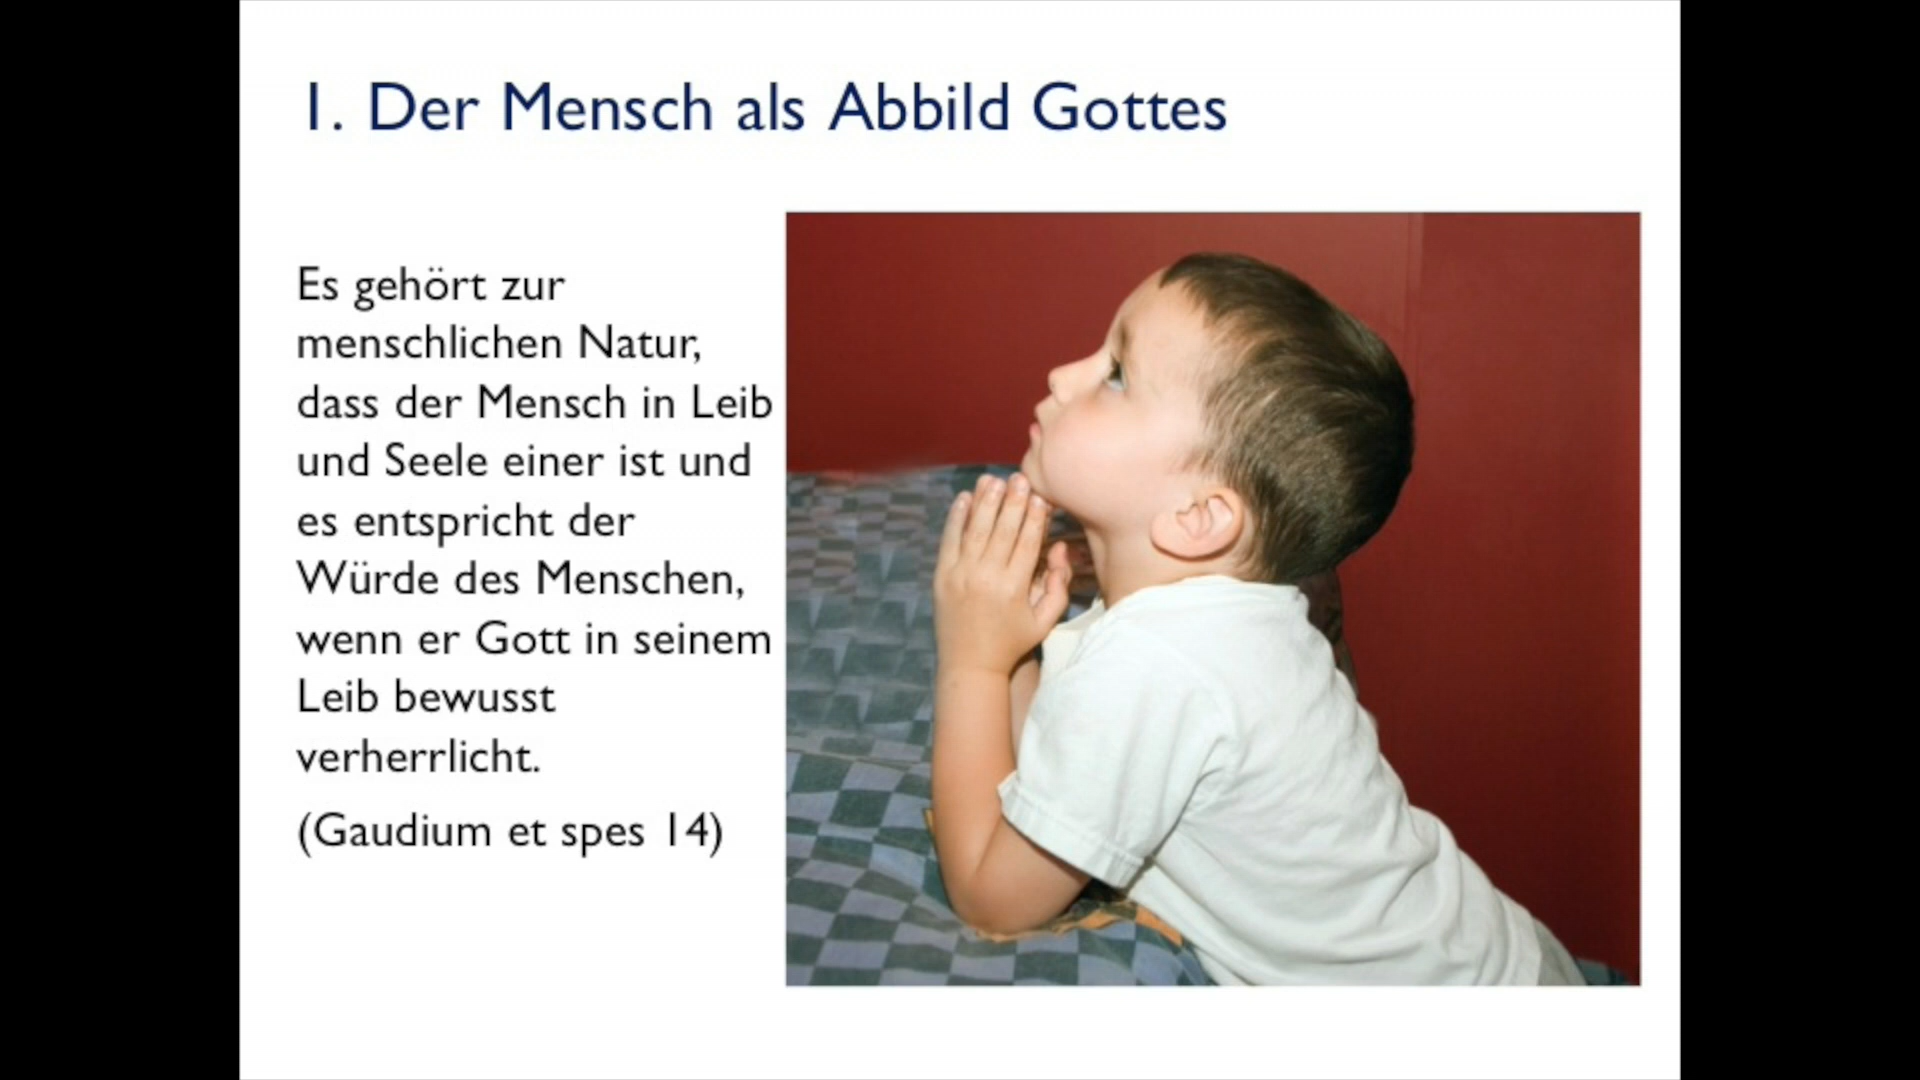 1. Der Mensch als Abbild Gottes
Es gehört zur
menschlichen Natur,
dass der Mensch in Leib
und Seele einer ist und
es entspricht der
Würde des Menschen,
wenn er Gott in seinem
Leib bewusst
verherrlicht.
(Gaudium et spes 14)